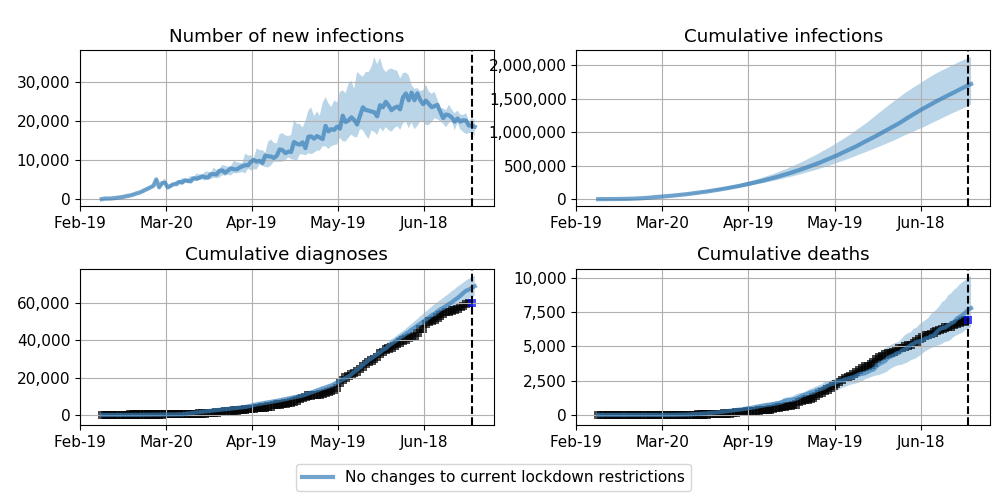 Number of new infections
30,000
20,000
10,000
0
Feb-19 Mar-20 Apr-19 May-19 Jun-18
Cumulative infections
2,000,000
1,500,000
1,000,000
500,000
0
Feb-19 Mar-20 Apr-19 May-19 Jun-18
Cumulative diagnoses
60,000
40,000
20,000
0
Feb-19 Mar-20 Apr-19 May-19 Jun-18
Cumulative deaths
10,000
7,500
5,000
2,500
0
Feb-19 Mar-20 Apr-19 May-19 Jun-18
No changes to current lockdown restrictions